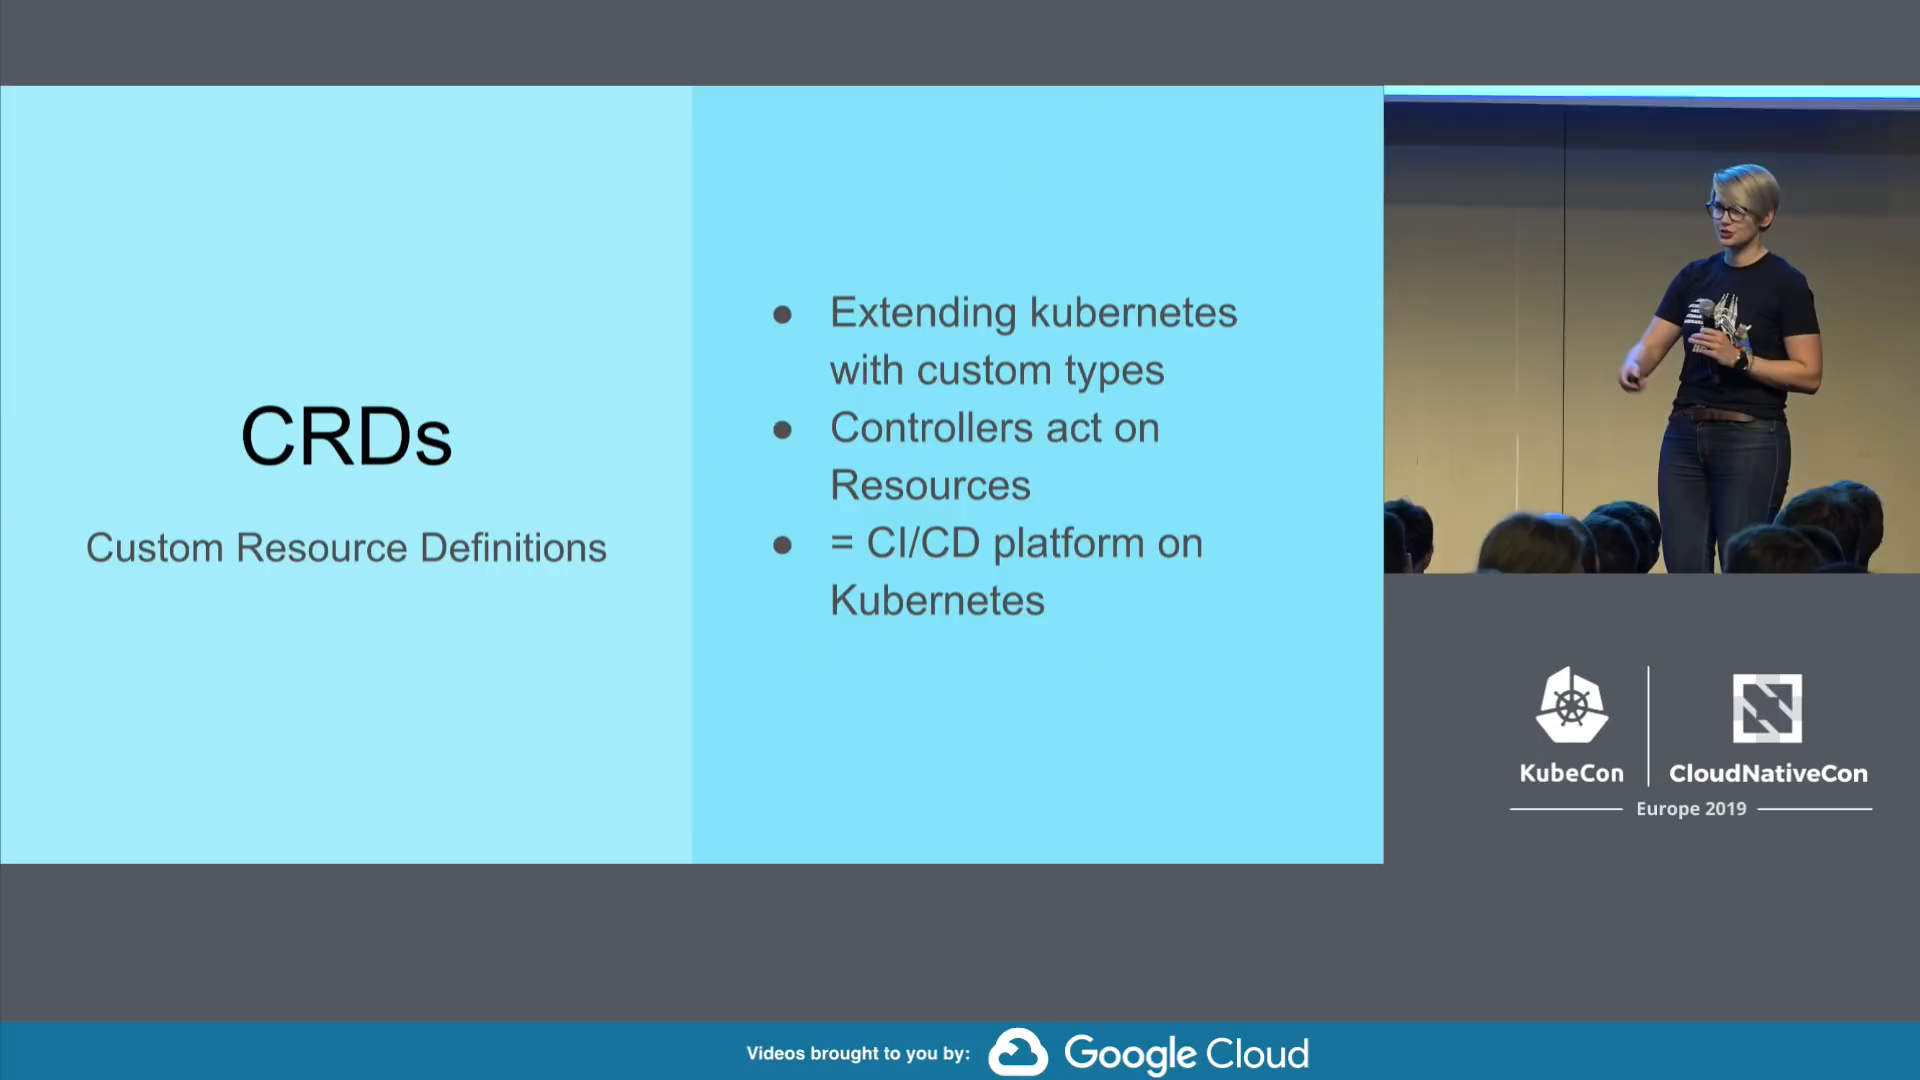 CRDs
Custom Resource Definitions
● Extending kubernetes
with custom types
● Controllers act on
Resources
● = CI/CD platform on
Kubernetes
KubeCon
CloudNativeCon
Europe 2019
Videos brought to you by:
Google Cloud